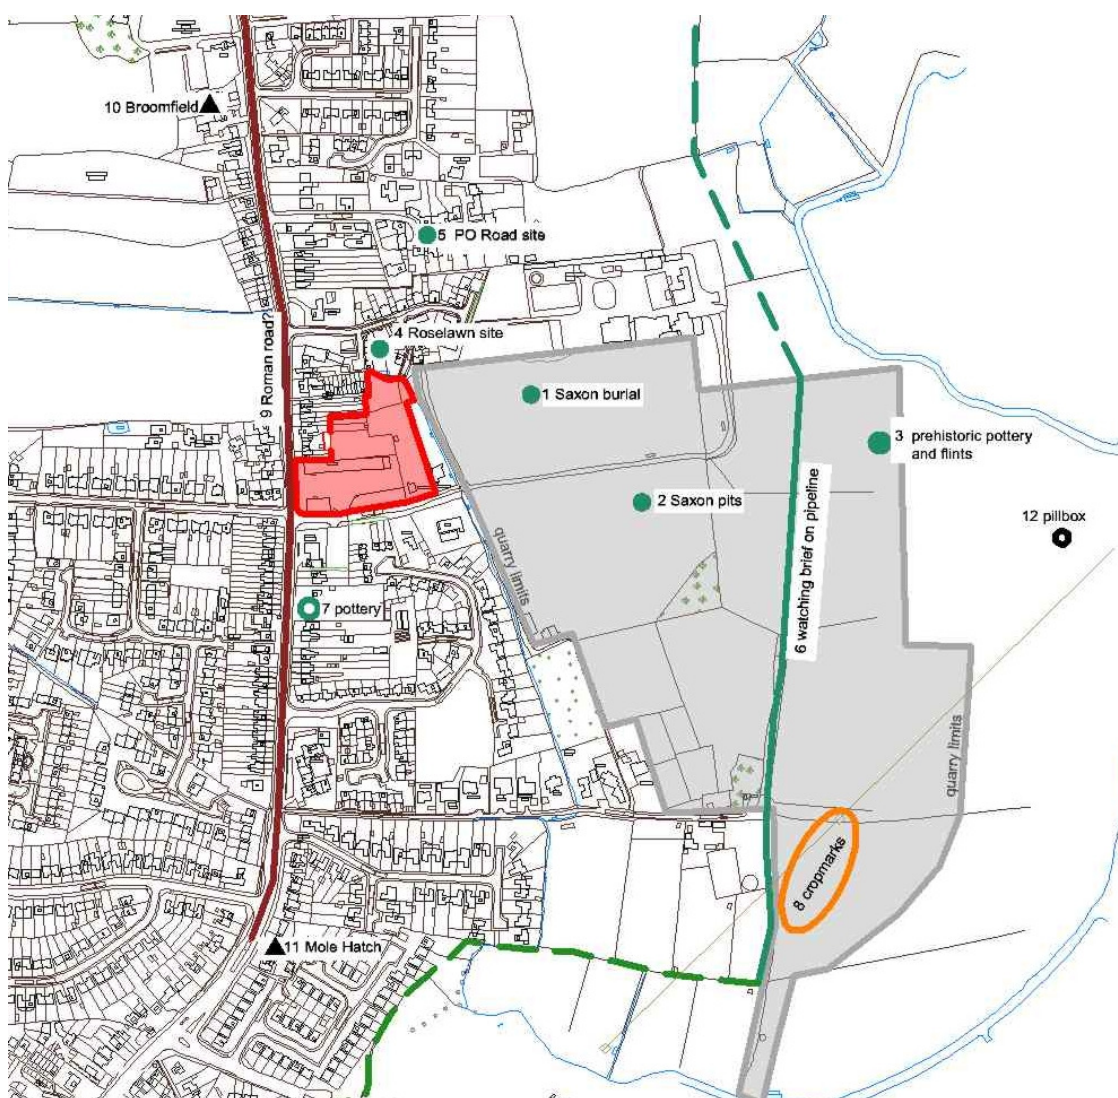 10 Broomfield
5 PO Road site
9 Roman road?
4 Roselawn site
1 Saxon burial
3 prehistoric pottery
and flints
2 Saxon pits
12 pillbox
quarry limits
6 watching brief on pipeline
7 pottery
quarry limits
8 cropmarks
11 Mole Hatch